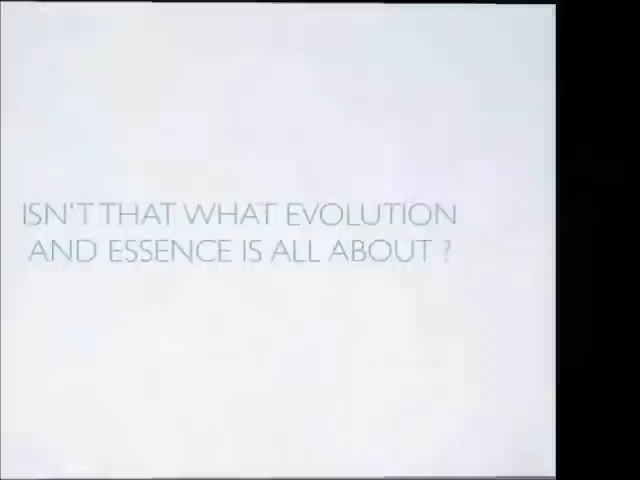 ISN'T THAT WHAT EVOLUTION
AND ESSENCE IS ALL ABOUT ?